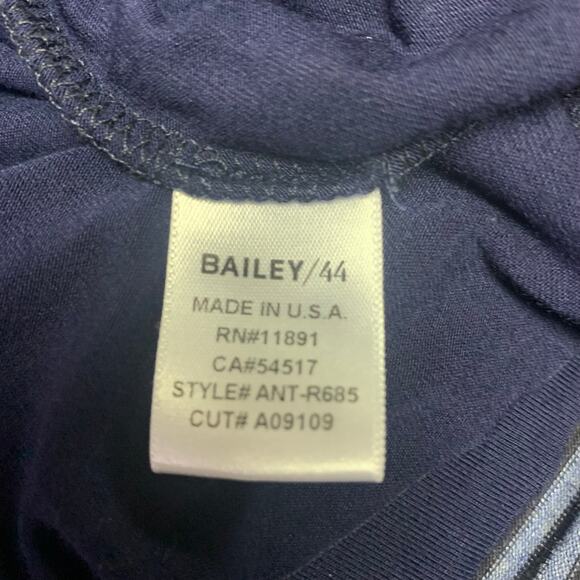 BAILEY/44
MADE IN U.S.A.
RN#11891
CA#54517
STYLE# ANT-R685
CUT# A09109